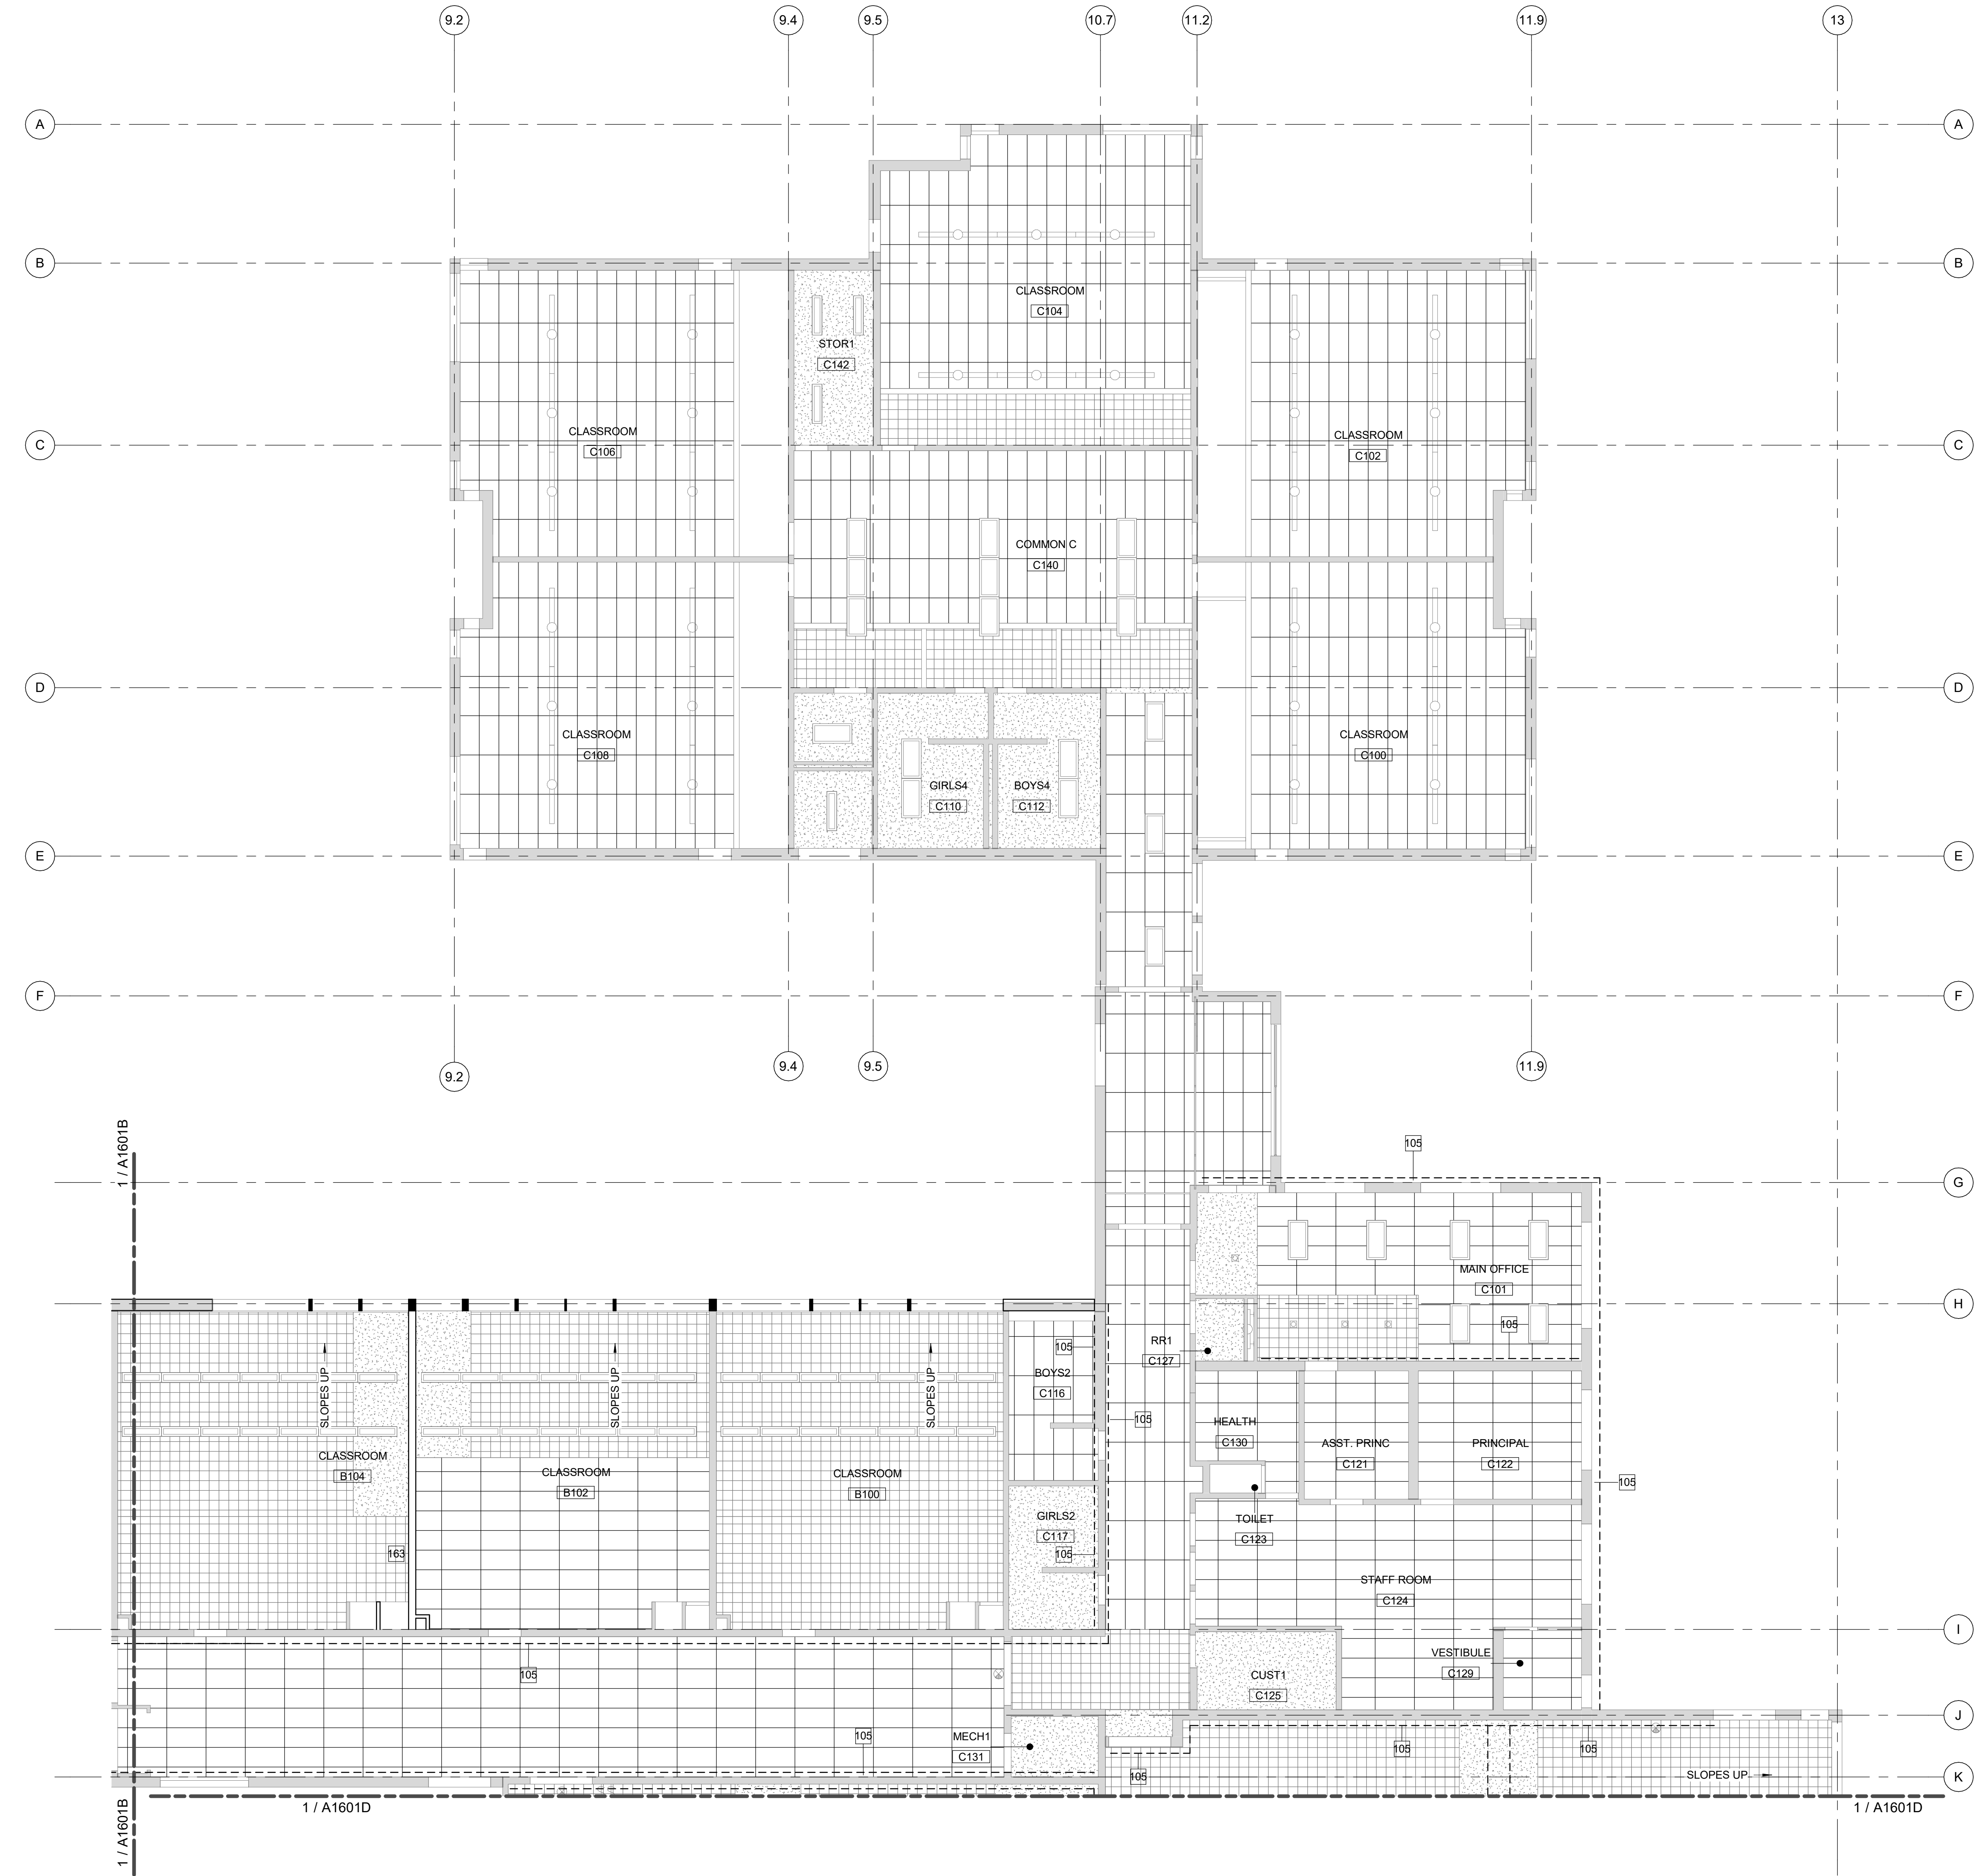 9.2
9.4
9.5
10.7
11.2
11.9
13
A
A
B
B
CLASSROOM
C104
STOR1
C142
CLASSROOM
C106
CLASSROOM
C102
C
C
COMMON C
C140
D
D
CLASSROOM
C108
CLASSROOM
C100
GIRLS4
C110
BOYS4
C112
E
E
F
F
9.2
9.4
9.5
11.9
1 / A1601B
105
G
MAIN OFFICE
C101
H
105
105
RR1
C127
BOYS2
C116
SLOPES UP
SLOPES UP
SLOPES UP
105
HEALTH
C130
ASST. PRINC
C121
PRINCIPAL
C122
CLASSROOM
B104
CLASSROOM
B102
CLASSROOM
B100
105
GIRLS2
C117
TOILET
C123
163
105
STAFF ROOM
C124
I
VESTIBULE
C129
105
CUST1
C125
J
105
MECH1
C131
105
105
105
SLOPES UP
K
1 / A1601B
1 / A1601D
1 / A1601D